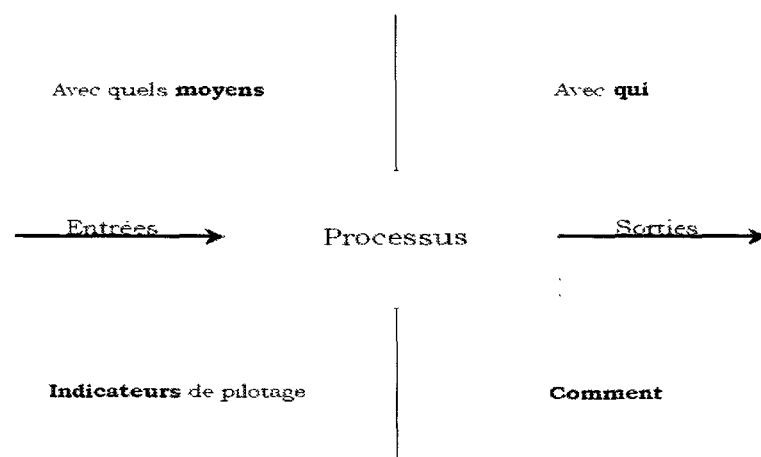 Avec quels moyens
Avec qui
Entrées
Processus
Sorties
Indicateurs de pilotage
Comment